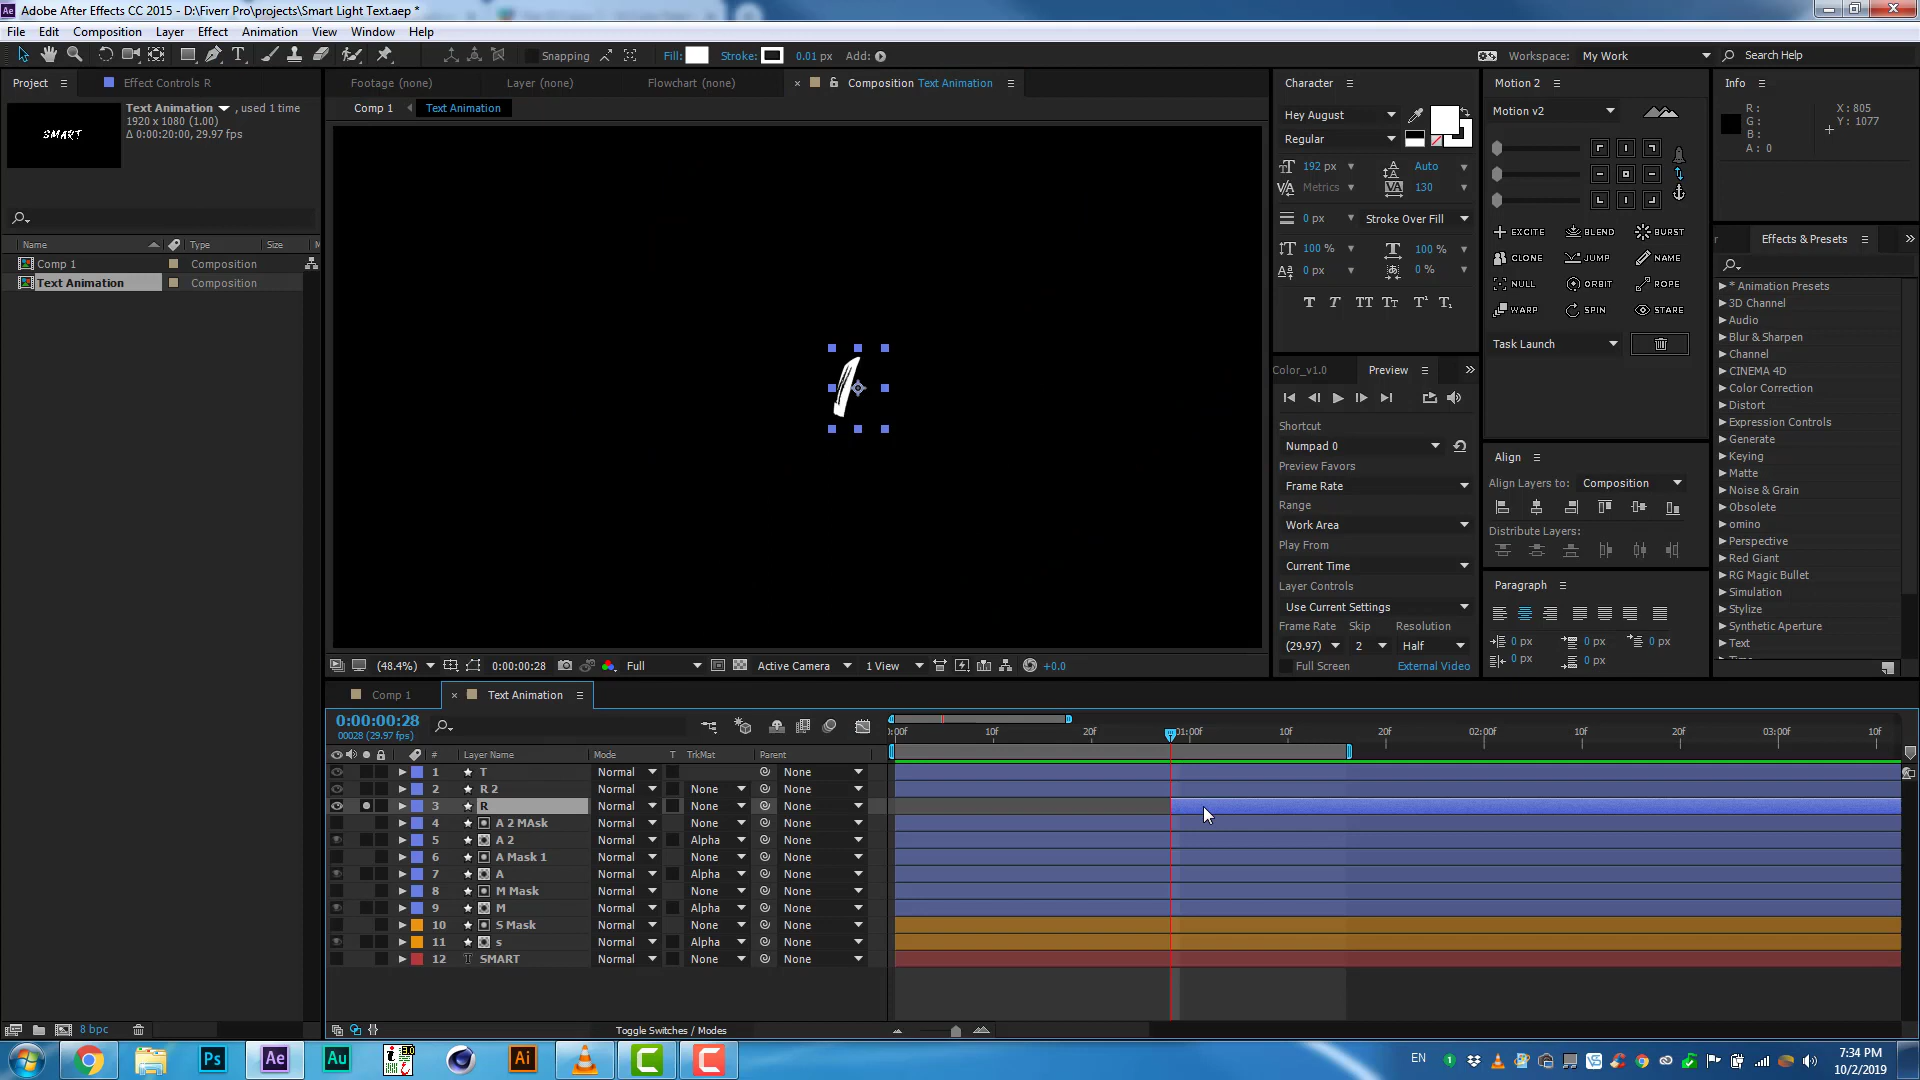 Adobe After Effects CC 2015 - D:\Fiverr Pro\projects\Smart Light Text.aep *
File Edit Composition Layer Effect Animation View Window Help
Snapping Fill: Stroke: 0.01 px Add: Workspace: My Work Search Help
Project Effect Controls R Footage (none) Layer (none) Flowchart (none) Composition Text Animation Character Motion 2 Info
Text Animation , used 1 time
1920 x 1080 (1.00)
Δ 0:00:20:00, 29.97 fps
SMART
Comp 1 Text Animation
Hey August
Regular
192 px Auto
Metrics 130
0 px Stroke Over Fill
100 % 100 %
0 px 0 %
Motion v2
EXCITE BLEND BURST
CLONE JUMP NAME
NULL ORBIT ROPE
WARP SPIN STARE
Task Launch
R : X : 805
G : Y : 1077
B :
A : 0
Name Type Size
Comp 1 Composition
Text Animation Composition
Effects & Presets
* Animation Presets
3D Channel
Audio
Blur & Sharpen
Channel
CINEMA 4D
Color Correction
Distort
Expression Controls
Generate
Keying
Matte
Noise & Grain
Obsolete
omino
Perspective
Red Giant
RG Magic Bullet
Simulation
Stylize
Synthetic Aperture
Text
Color_v1.0 Preview
Shortcut
Numpad 0
Preview Favors
Frame Rate
Range
Work Area
Play From
Current Time
Layer Controls
Use Current Settings
Frame Rate Skip Resolution
(29.97) 2 Half
Full Screen External Video
Align
Align Layers to: Composition
Distribute Layers:
Paragraph
0 px 0 px 0 px
0 px 0 px
(48.4%) 0:00:00:28 Full Active Camera 1 View +0.0
Comp 1 Text Animation
0:00:00:28
00028 (29.97 fps)
:00f 10f 20f 01:00f 10f 20f 02:00f 10f 20f 03:00f 10f
# Layer Name Mode T TrkMat Parent
1 T Normal None
2 R 2 Normal None None
3 R Normal None None
4 A 2 MAsk Normal None None
5 A 2 Normal Alpha None
6 A Mask 1 Normal None None
7 A Normal Alpha None
8 M Mask Normal None None
9 M Normal Alpha None
10 S Mask Normal None None
11 s Normal Alpha None
12 SMART Normal None None
8 bpc Toggle Switches / Modes
Ps Ae Au Ai EN 7:34 PM
10/2/2019